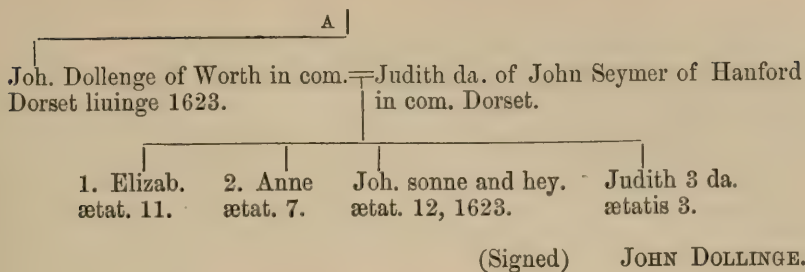 A
Joh. Dollenge of Worth in com.
Dorset liuinge 1623.
Judith da. of John Seymer of Hanford
in com. Dorset.
1. Elizab.
ætat. 11.
2. Anne
ætat. 7.
Joh. sonne and hey.
ætat. 12, 1623.
Judith 3 da.
ætatis 3.
(Signed) JOHN DOLLINGE.